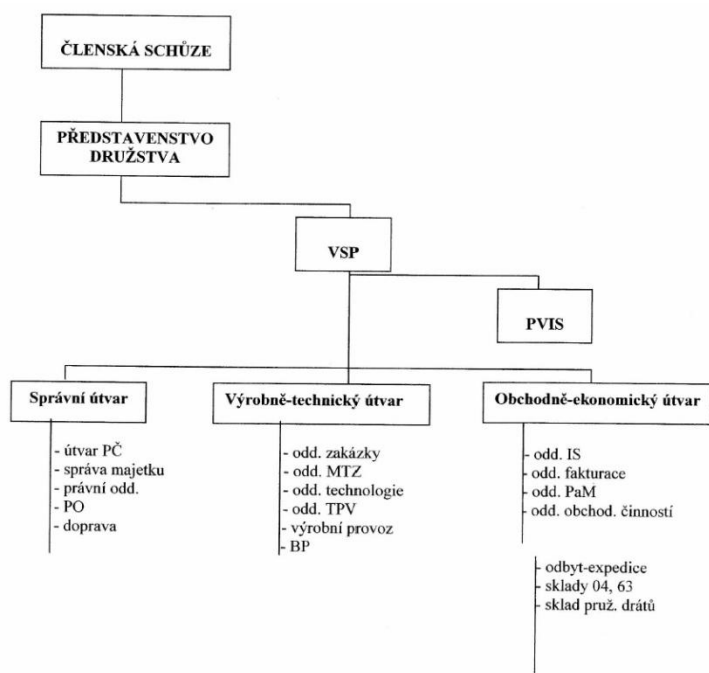 ČLENSKÁ SCHŮZE
PŘEDSTAVENSTVO
DRUŽSTVA
VSP
PVIS
Správní útvar
- útvar PČ
- správa majetku
- právní odd.
- PO
- doprava
Výrobně-technický útvar
- odd. zakázky
- odd. MTZ
- odd. technologie
- odd. TPV
- výrobní provoz
- BP
Obchodně-ekonomický útvar
- odd. IS
- odd. fakturace
- odd. PaM
- odd. obchod. činností
- odbyt-expedice
- sklady 04, 63
- sklad pruž. drátů